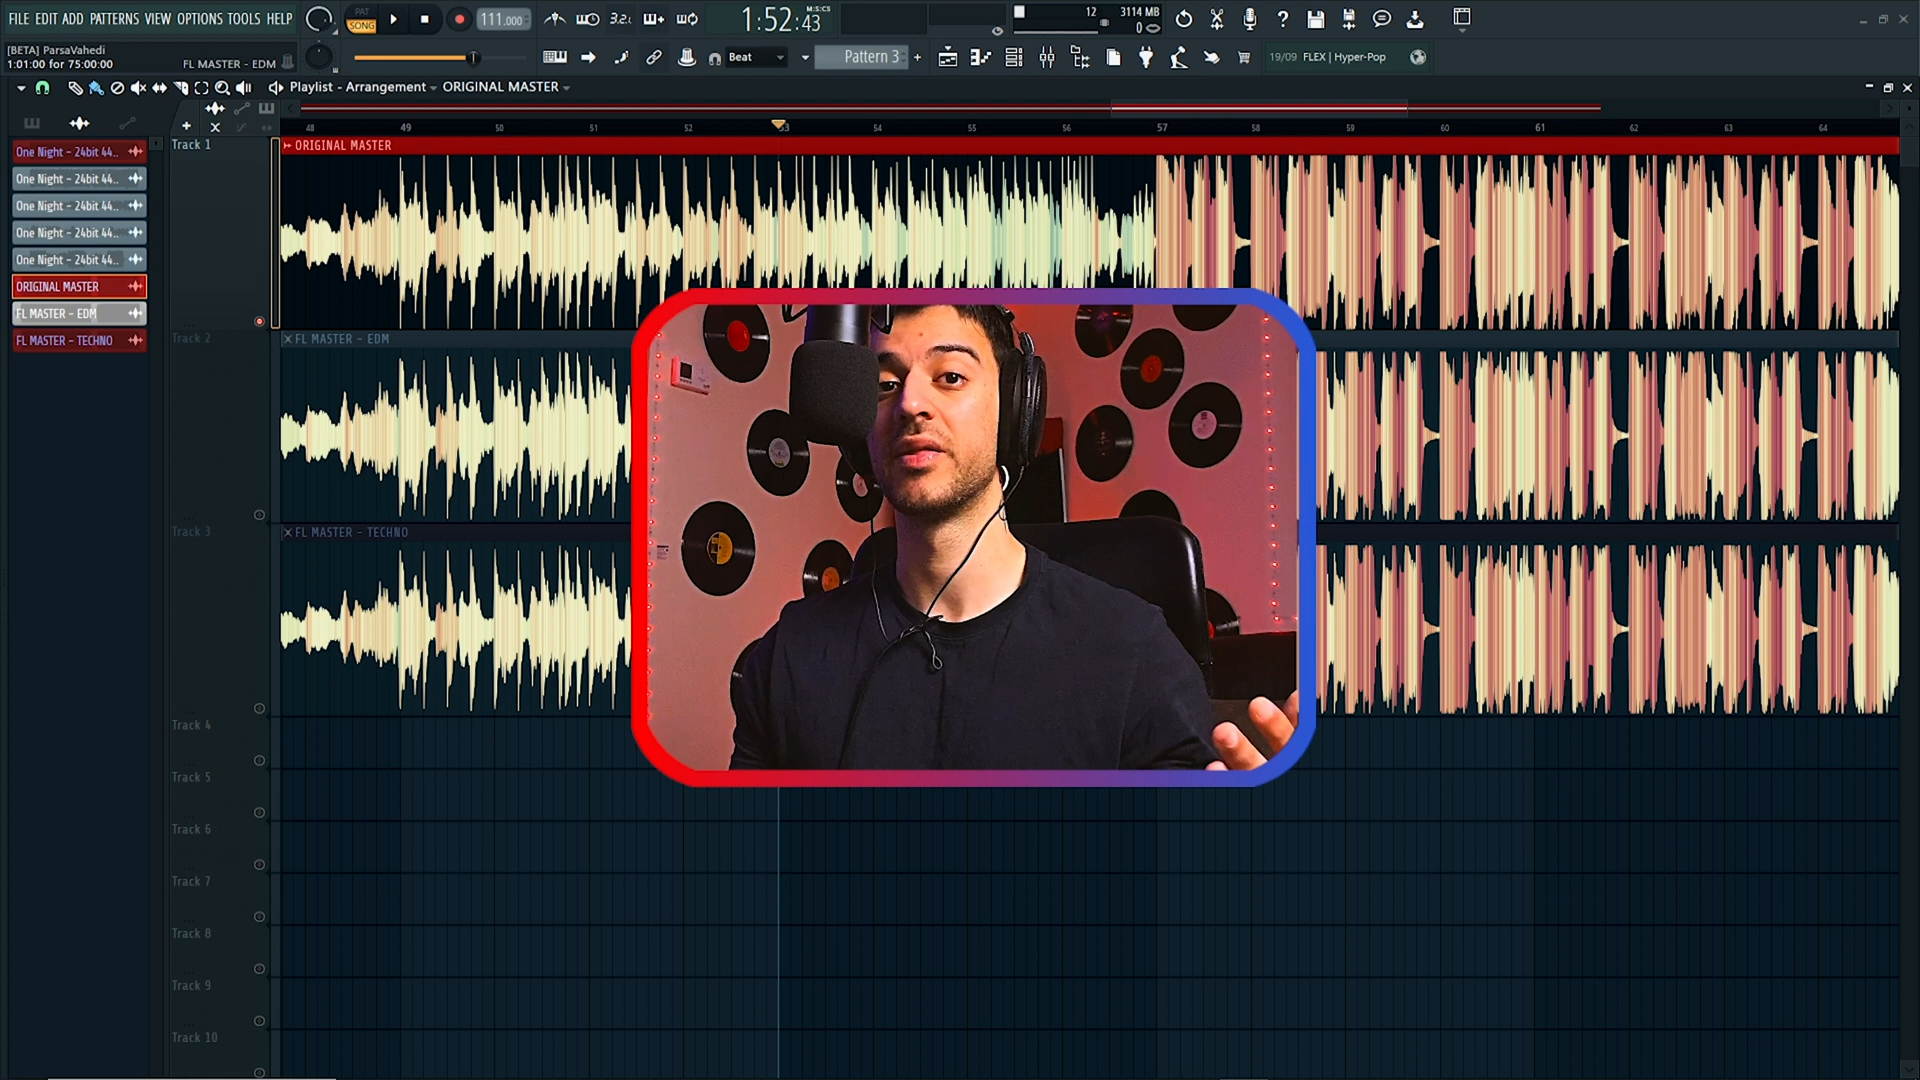 FILE EDIT ADD PATTERNS VIEW OPTIONS TOOLS HELP
PAT
SONG
111.000
3.2.
1:52:43
M:S:CS
12
3114 MB
0
[BETA] ParsaVahedi
1:01:00 for 75:00:00
FL MASTER - EDM
Beat
Pattern 3
+
19/09 FLEX | Hyper-Pop
Playlist - Arrangement
ORIGINAL MASTER
48 49 50 51 52 53 54 55 56 57 58 59 60 61 62 63 64
One Night - 24bit 44..
One Night - 24bit 44..
One Night - 24bit 44..
One Night - 24bit 44..
One Night - 24bit 44..
ORIGINAL MASTER
FL MASTER - EDM
FL MASTER - TECHNO
Track 1
ORIGINAL MASTER
Track 2
FL MASTER - EDM
Track 3
FL MASTER - TECHNO
Track 4
Track 5
Track 6
Track 7
Track 8
Track 9
Track 10